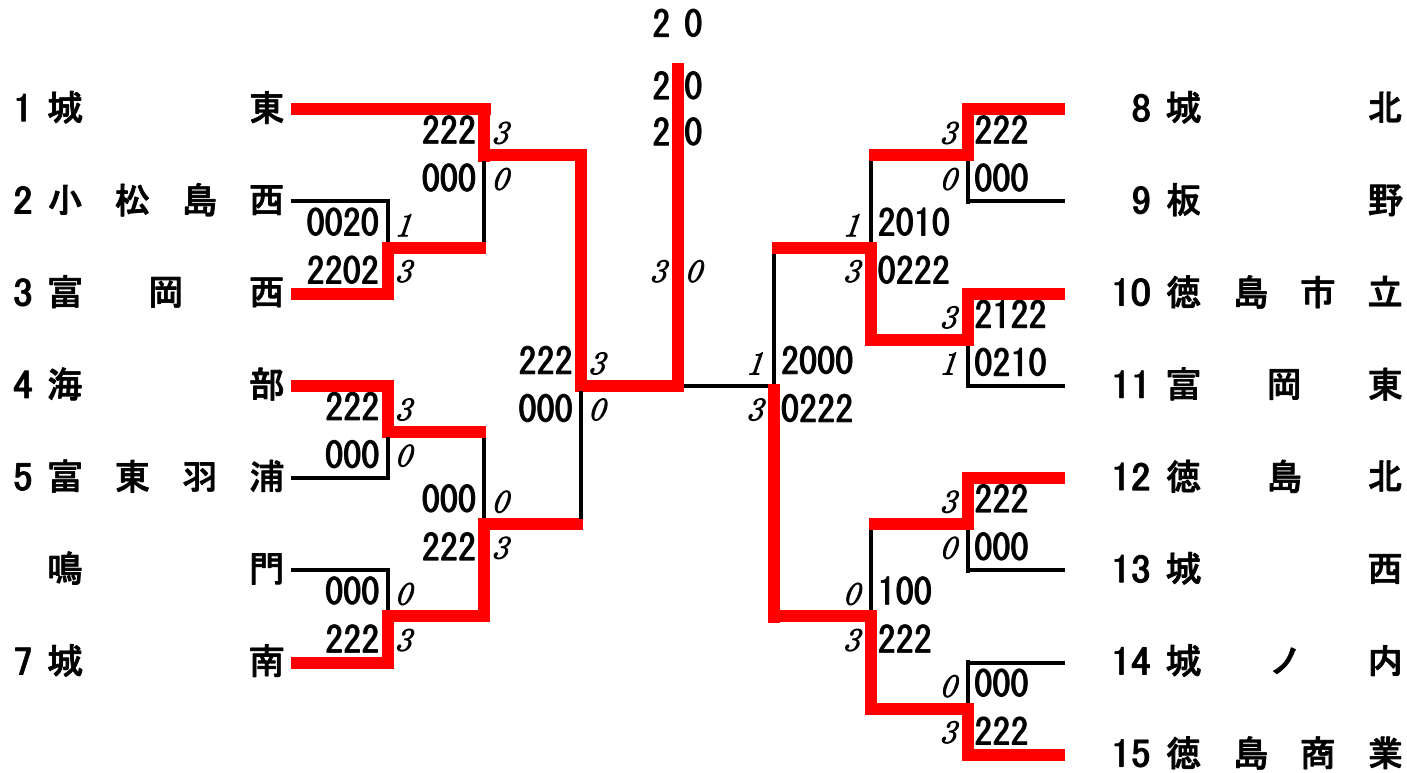 2 0
2 0
2 0
3 0
1 城 東
222 3
000 0
2 小 松 島 西
0020 1
2202 3
3 富 岡 西
222 3
000 0
4 海 部
222 3
000 0
5 富 東 羽 浦
000 0
222 3
鳴 門
000 0
222 3
7 城 南
8 城 北
3 222
0 000
9 板 野
1 2010
3 0222
10 徳 島 市 立
3 2122
1 0210
11 富 岡 東
1 2000
3 0222
12 徳 島 北
3 222
0 000
13 城 西
0 100
3 222
14 城 ノ 内
0 000
3 222
15 徳 島 商 業